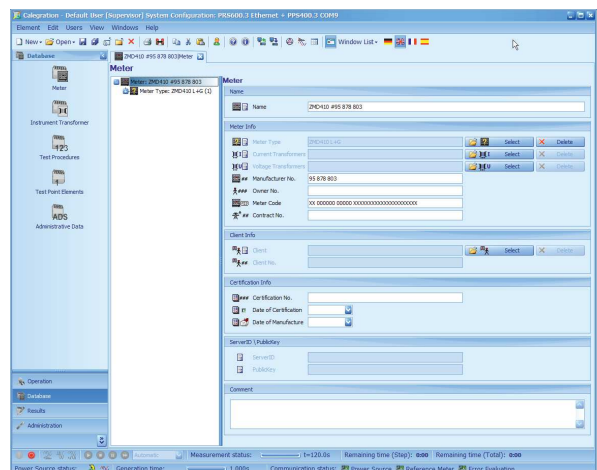 Calegration - Default User [Supervisor] System Configuration: PRS600.3 Ethernet + PPS400.3 COM9
Element Edit Users View Windows Help
New Open Window List
Database
ZMD410 #95 878 803|Meter
Meter
Meter: ZMD410 #95 878 803
Meter Type: ZMD410 L+G (1)
Meter
Instrument Transformer
123
Test Procedures
Test Point Elements
ADS
Administrative Data
Operation
Database
Results
Administration
Meter
Name
Name ZMD410 #95 878 803
Meter Info
Meter Type ZMD410 L+G Select Delete
Current Transformers Select Delete
Voltage Transformers Select Delete
## Manufacturer No. 95 878 803
### Owner No.
Meter Code XX 000000 00000 XXXXXXXXXXXXXXXXXXXXXX
## Contract No.
Client Info
Client Select Delete
## Client No.
Certification Info
### Certification No.
Date of Certification
Date of Manufacture
ServerID \PublicKey
ServerID
PublicKey
Comment
Automatic Measurement status: t=120.0s Remaining time (Step): 0:00 Remaining time (Total): 0:00
Power Source status: Generation time: 1.000s Communication status: Power Source Reference Meter Error Evaluation